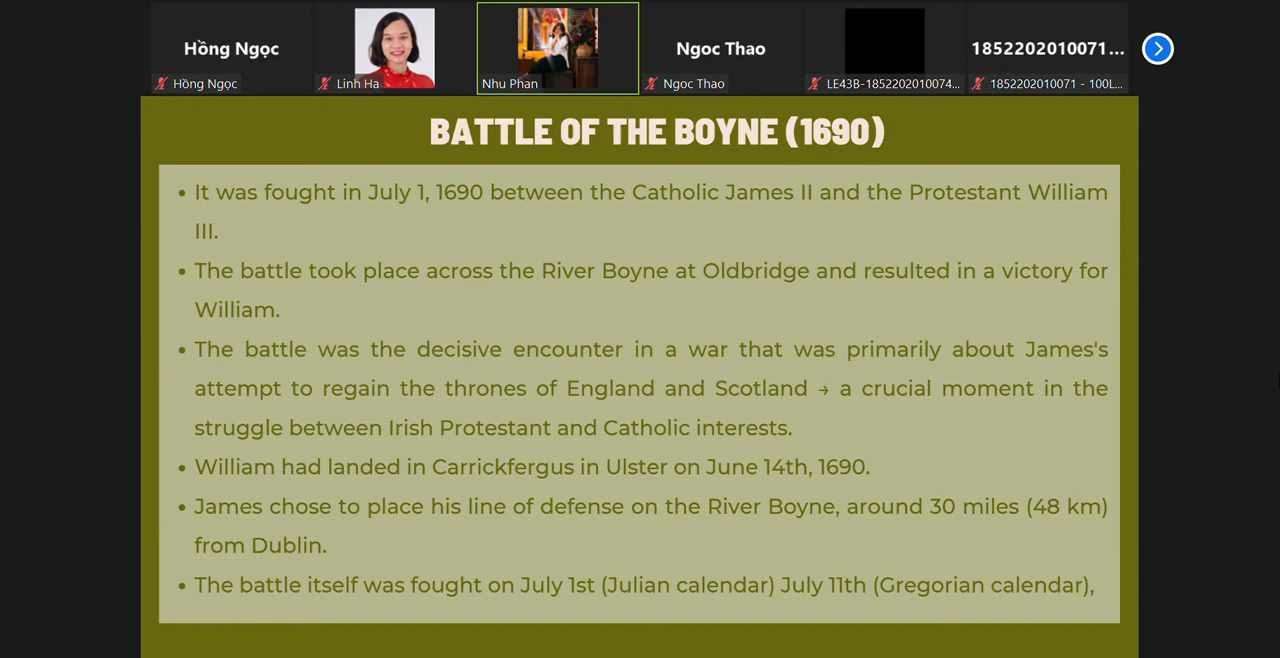 Hồng Ngọc
Ngoc Thao
1852202010071...
Hồng Ngọc
Linh Ha
Nhu Phan
Ngoc Thao
LE43B-1852202010074...
1852202010071 - 100L...
BATTLE OF THE BOYNE (1690)
• It was fought in July 1, 1690 between the Catholic James II and the Protestant William
III.
• The battle took place across the River Boyne at Oldbridge and resulted in a victory for
William.
• The battle was the decisive encounter in a war that was primarily about James's
attempt to regain the thrones of England and Scotland → a crucial moment in the
struggle between Irish Protestant and Catholic interests.
• William had landed in Carrickfergus in Ulster on June 14th, 1690.
• James chose to place his line of defense on the River Boyne, around 30 miles (48 km)
from Dublin.
• The battle itself was fought on July 1st (Julian calendar) July 11th (Gregorian calendar),